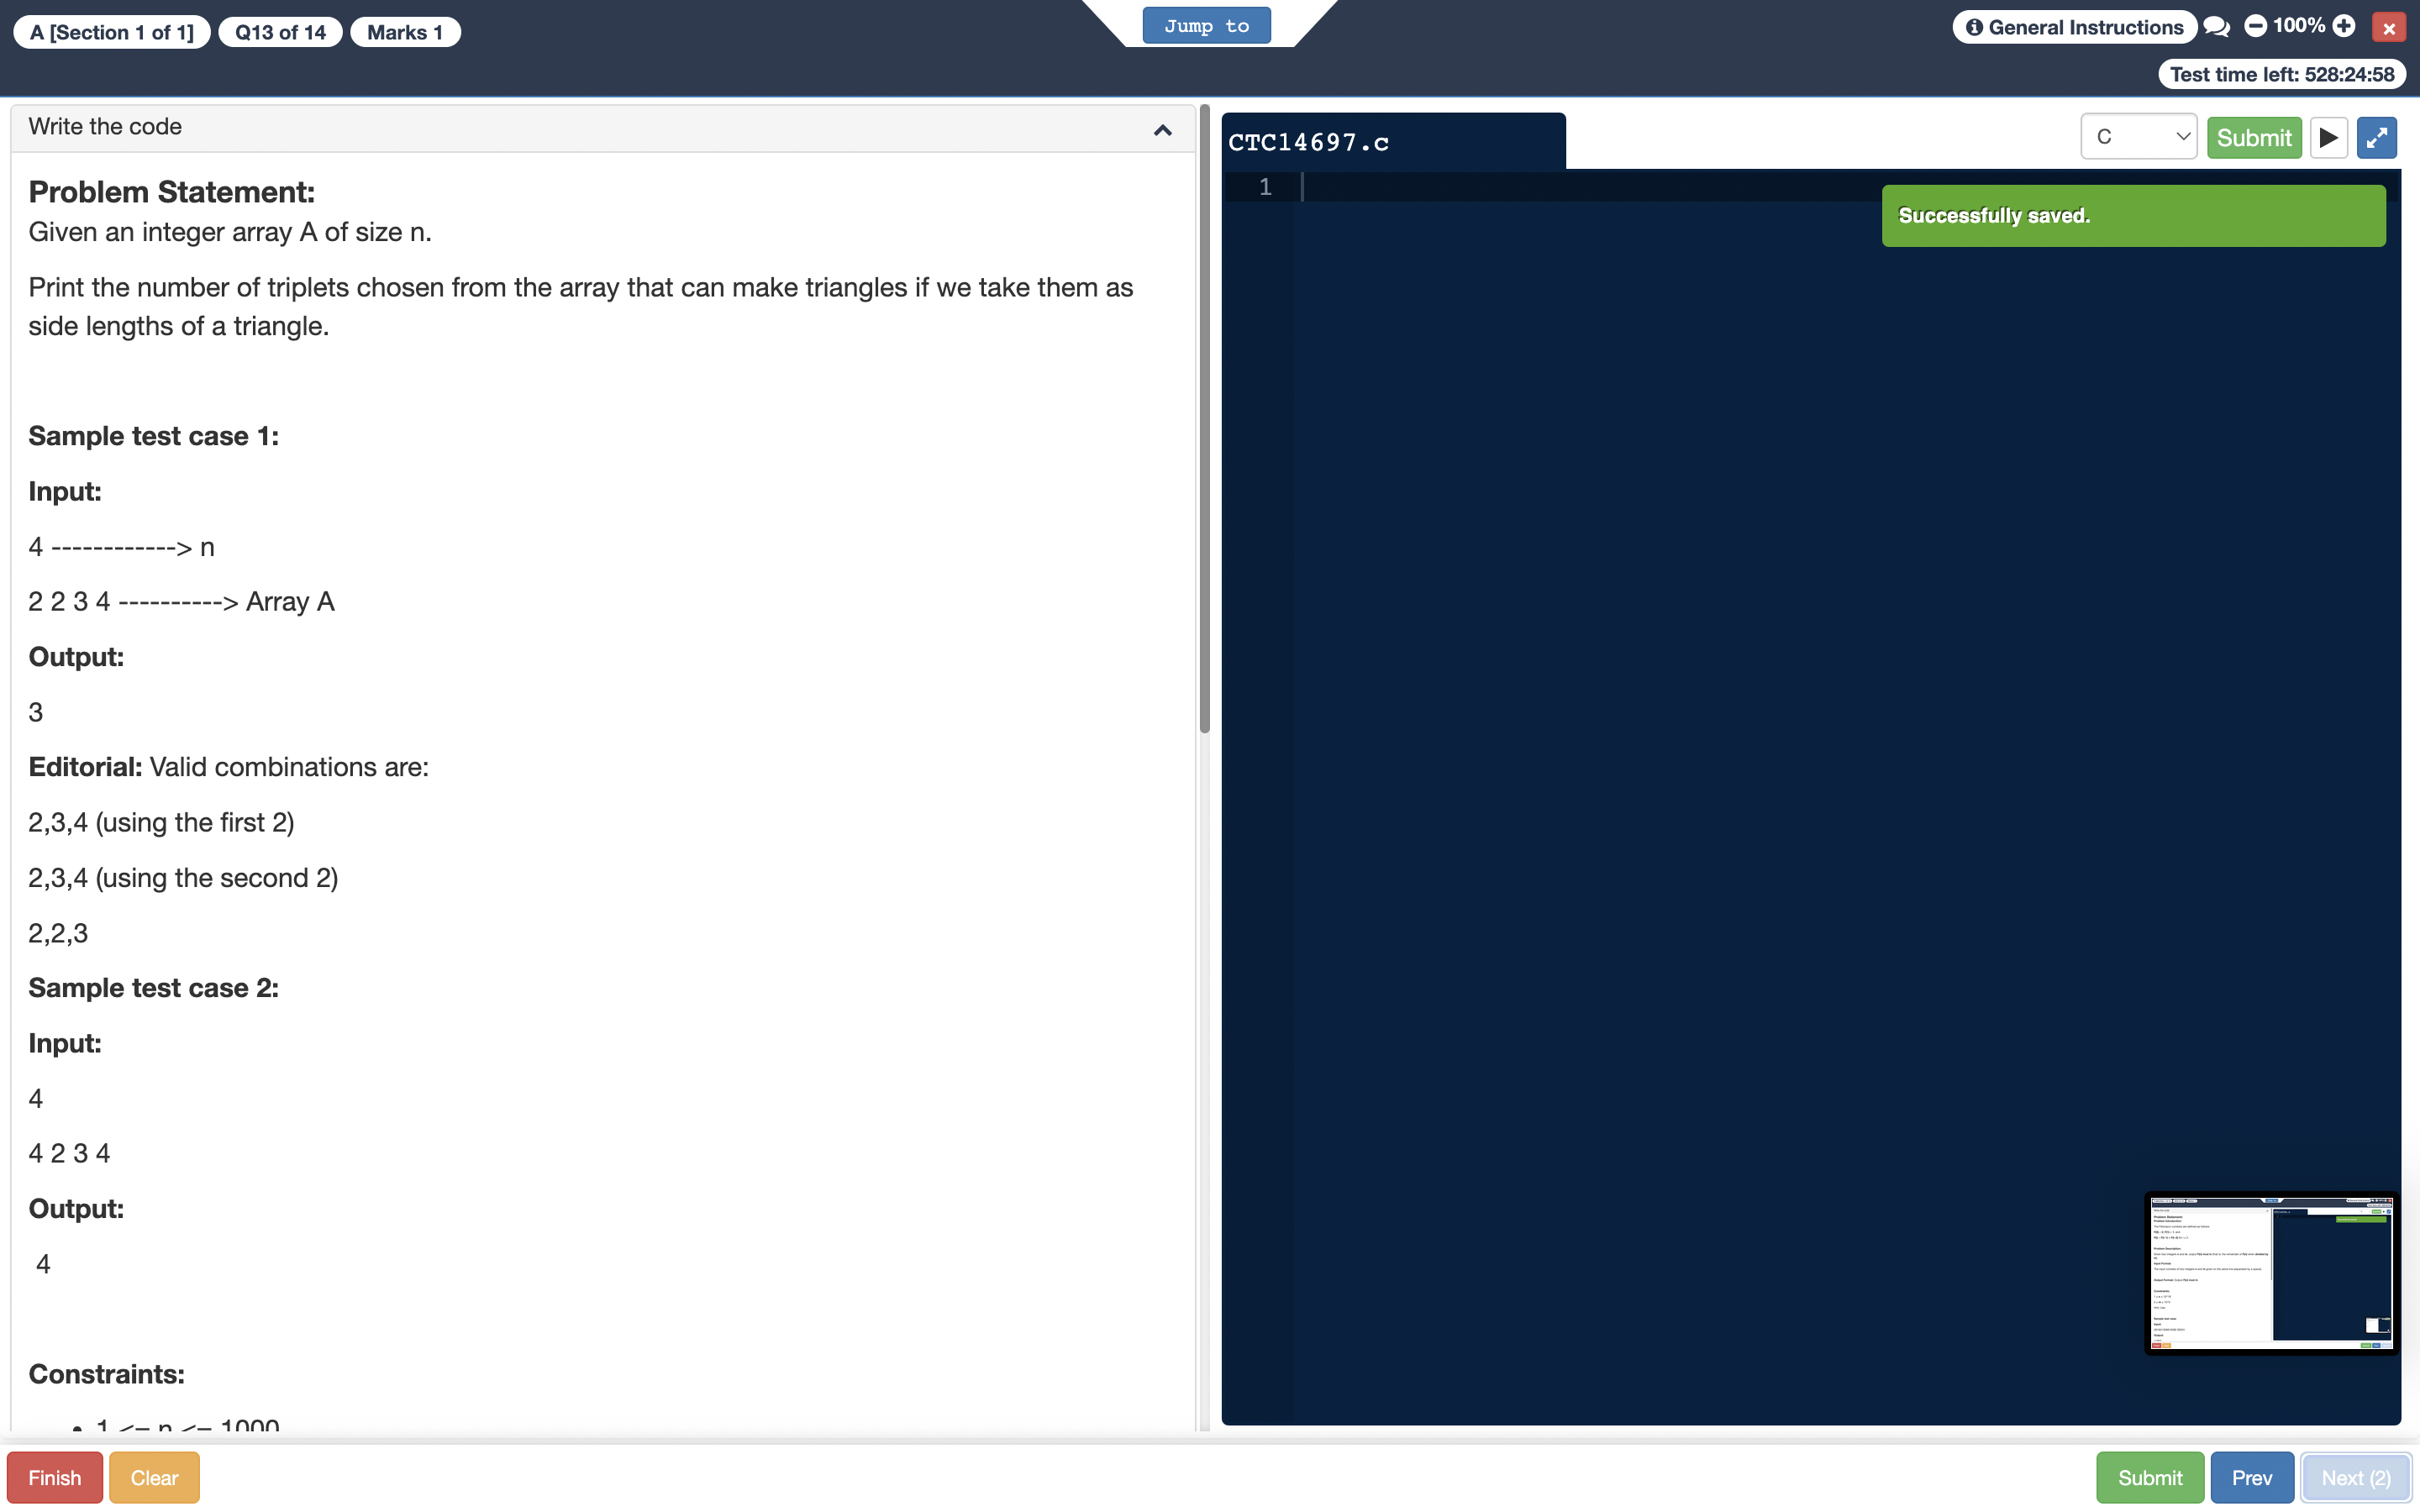 A [Section 1 of 1] Q13 of 14 Marks 1
Jump to
General Instructions 100%
Test time left: 528:24:58
Write the code
Problem Statement:
Given an integer array A of size n.
Print the number of triplets chosen from the array that can make triangles if we take them as
side lengths of a triangle.
Sample test case 1:
Input:
4 ------------> n
2 2 3 4 ----------> Array A
Output:
3
Editorial: Valid combinations are:
2,3,4 (using the first 2)
2,3,4 (using the second 2)
2,2,3
Sample test case 2:
Input:
4
4 2 3 4
Output:
4
Constraints:
1 <= n <= 1000
CTC14697.c
C Submit
1
Successfully saved.
Finish Clear Submit Prev Next (2)